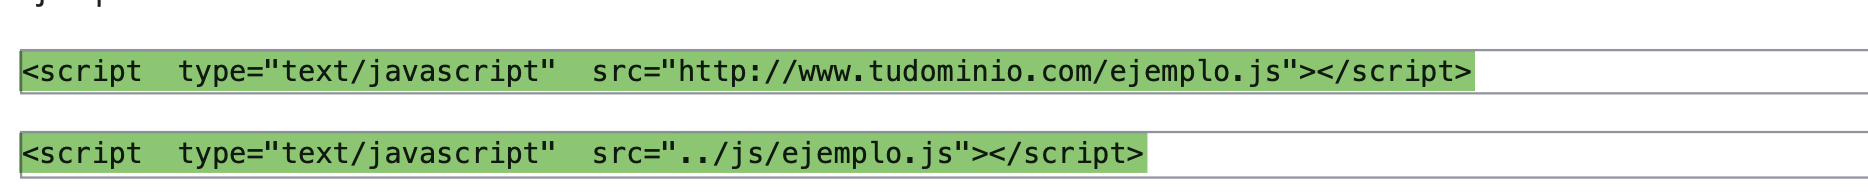 <script  type="text/javascript"  src="http://www.tudominio.com/ejemplo.js"></script>
<script  type="text/javascript"  src="../js/ejemplo.js"></script>